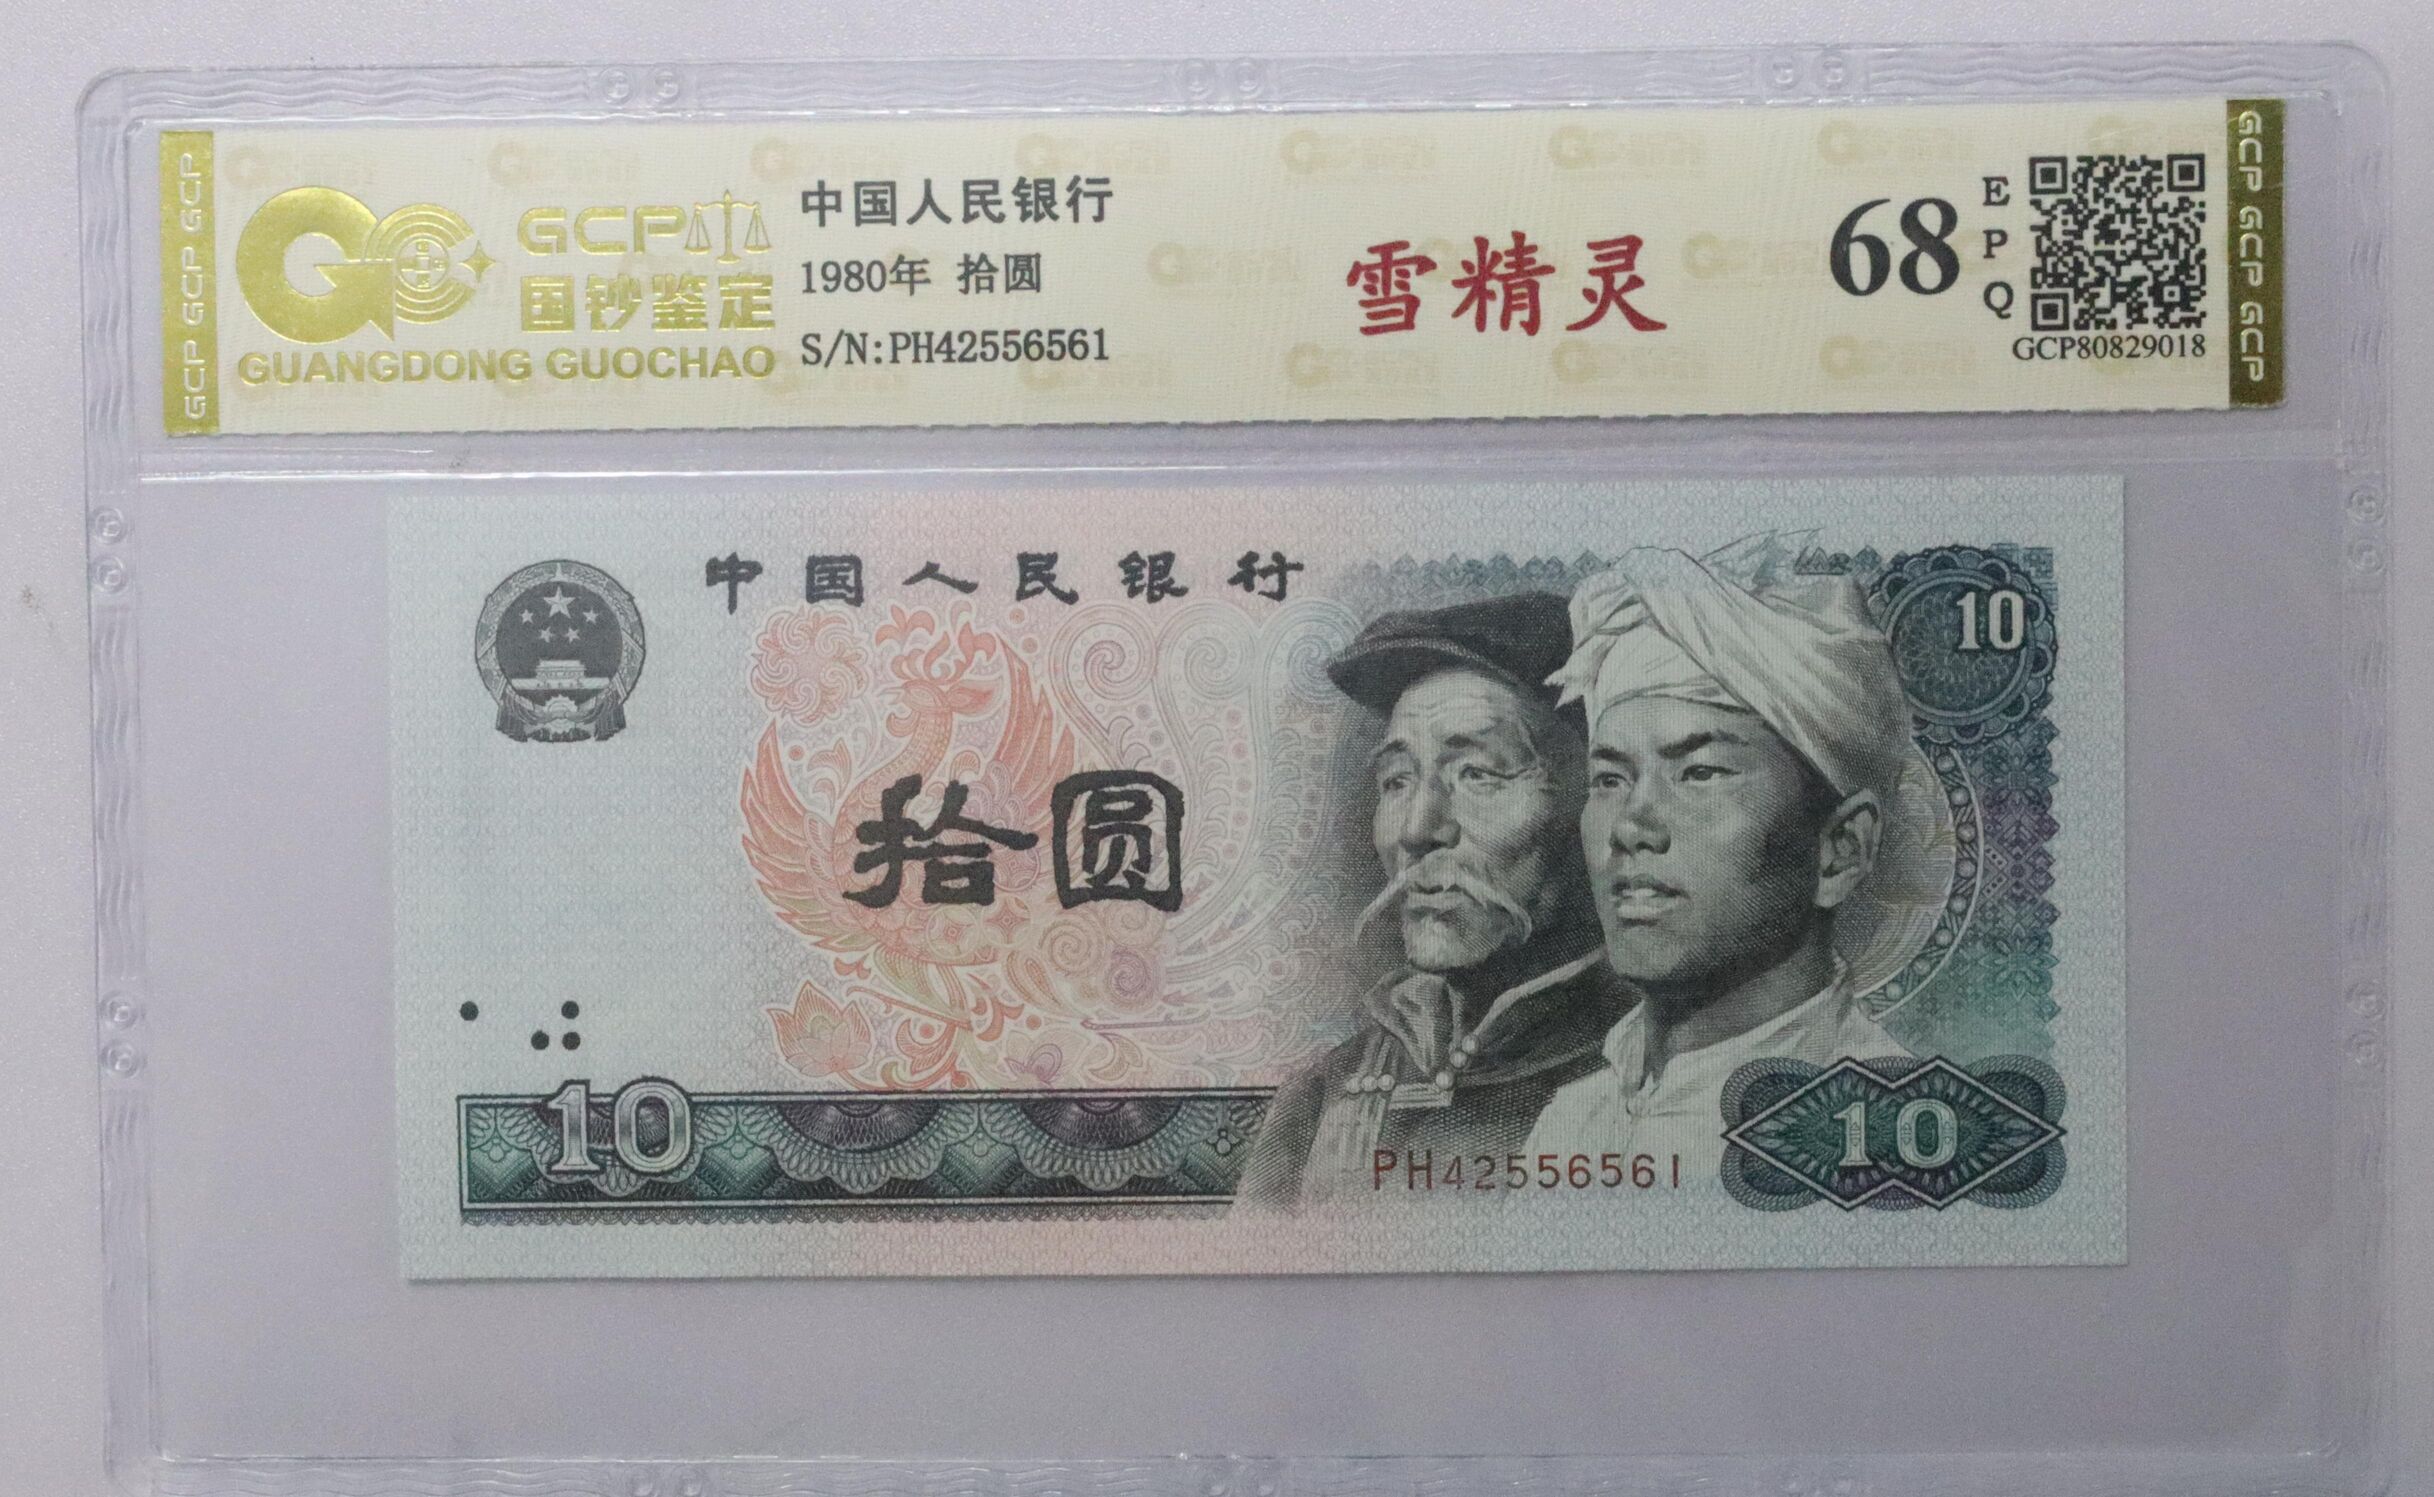 GCP GCP GCP
GCP
国钞鉴定
GUANGDONG GUOCHAO
中国人民银行
1980年 拾圆
S/N:PH42556561
雪精灵
68
EPQ
GCP80829018
GCP GCP GCP
中国人民银行
10
拾圆
10
PH42556561
10